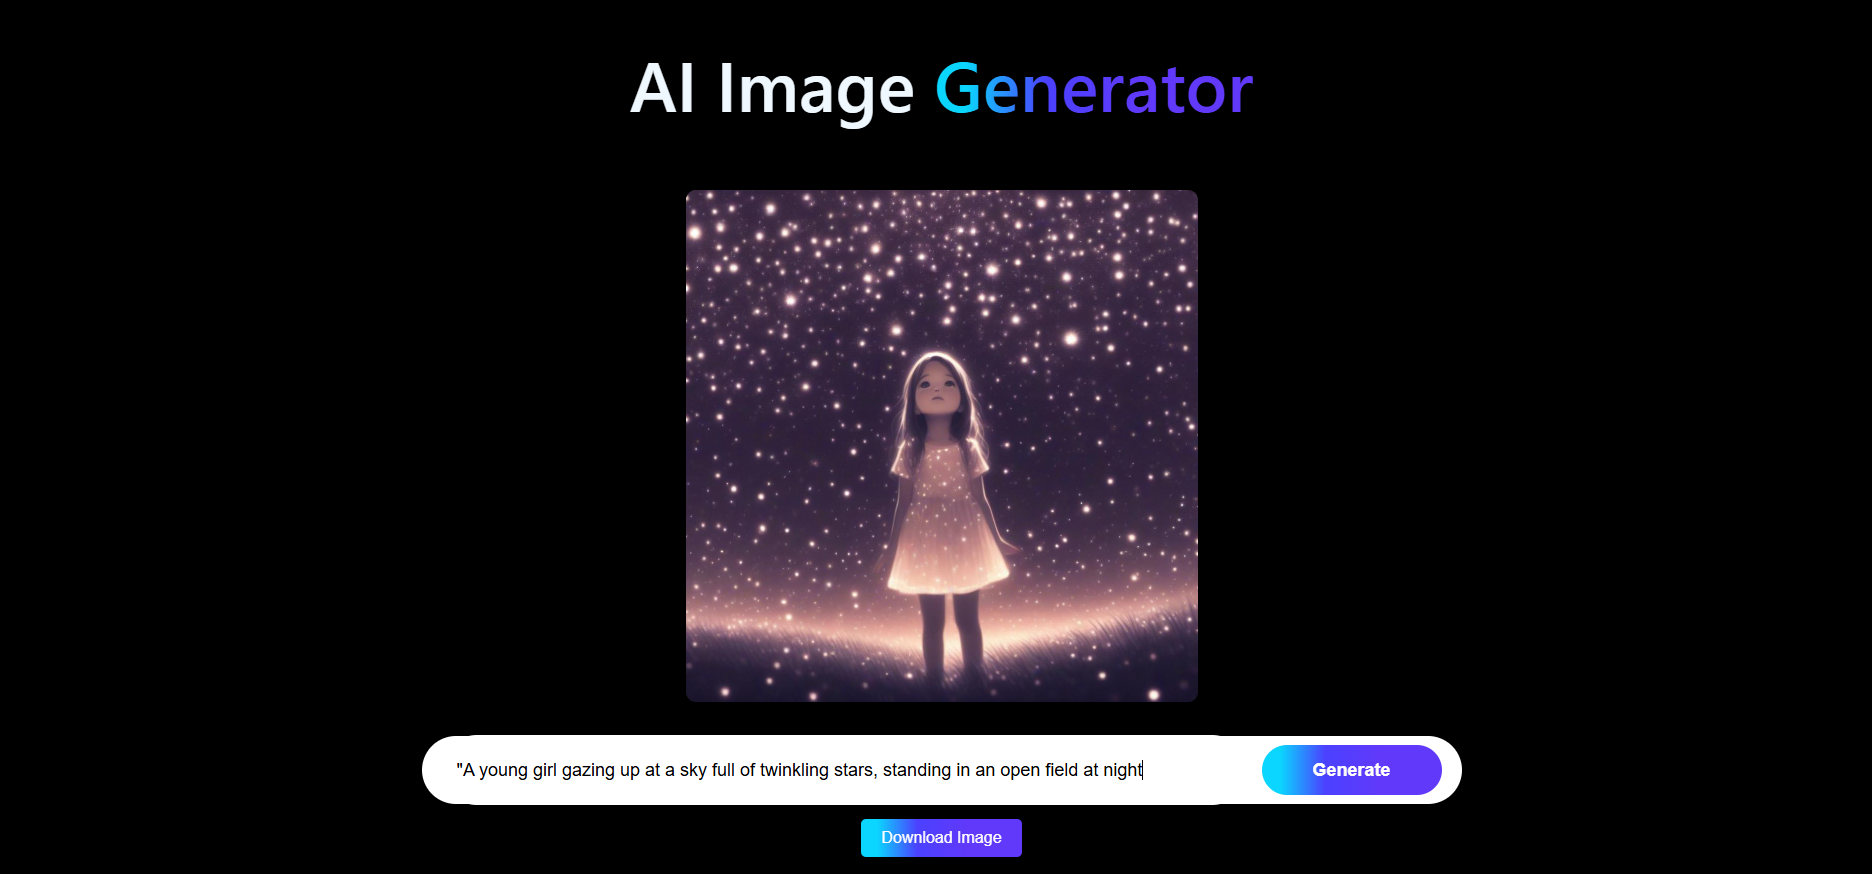 AI Image Generator
"A young girl gazing up at a sky full of twinkling stars, standing in an open field at night
Generate
Download Image